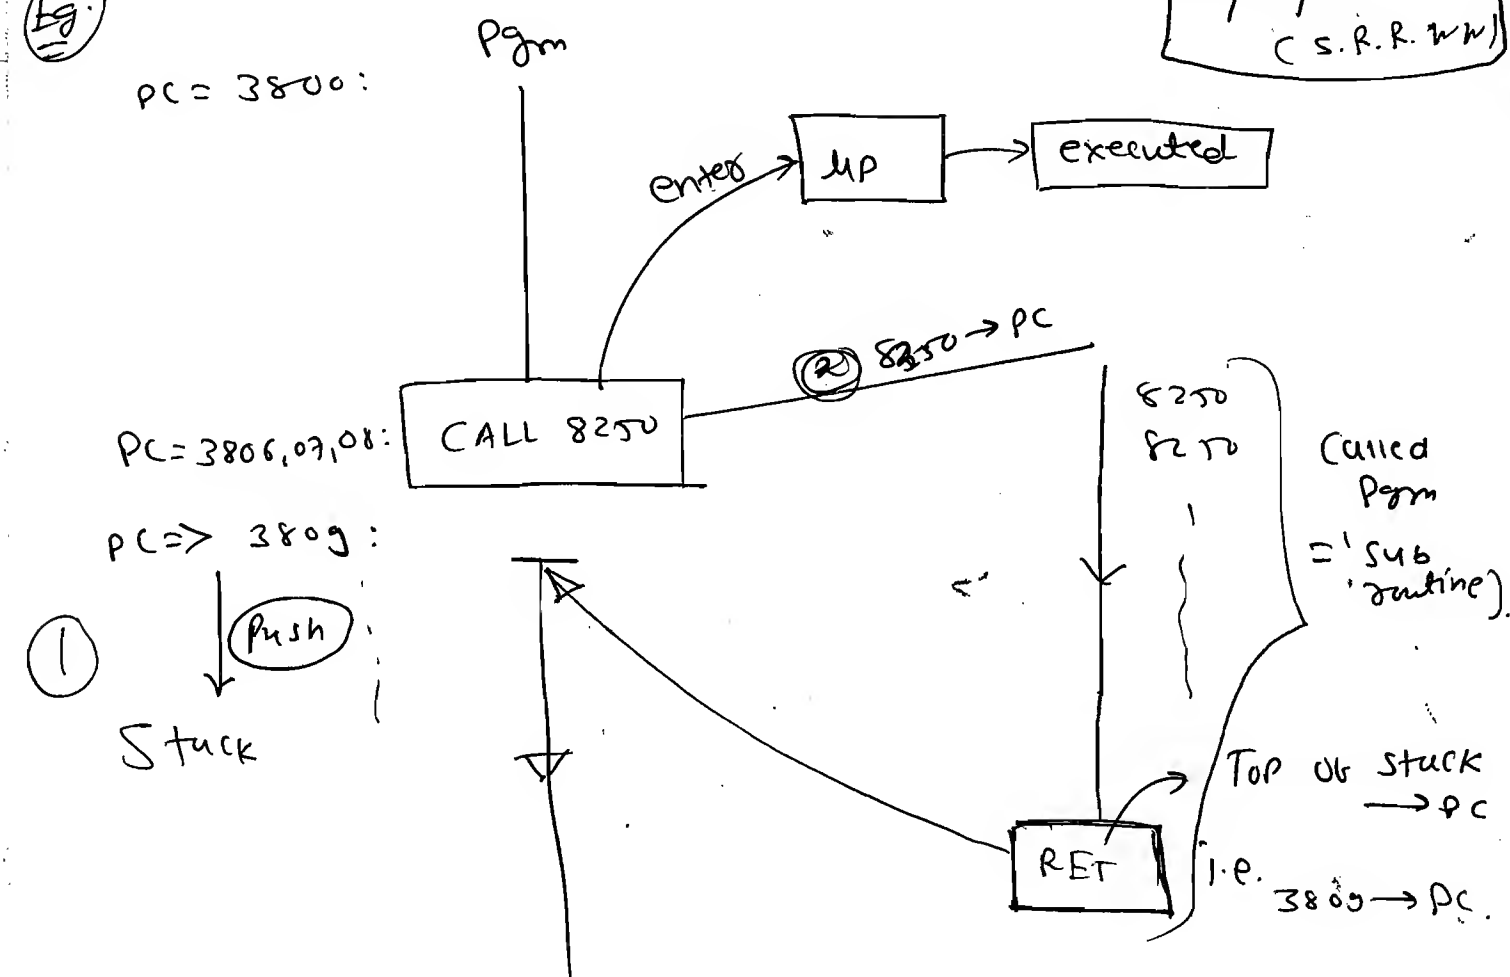 Eg.
(S.R.R. WW)
Pgm
PC = 3800:
enter
μP
executed
② 8250 → PC
PC = 3806,07,08:
CALL 8250
8250
8250
Called
Pgm
= 'Sub
routine).
PC => 3809:
①
Push
Stack
Top of stack
→ PC
RET
i.e.
3809 → PC.